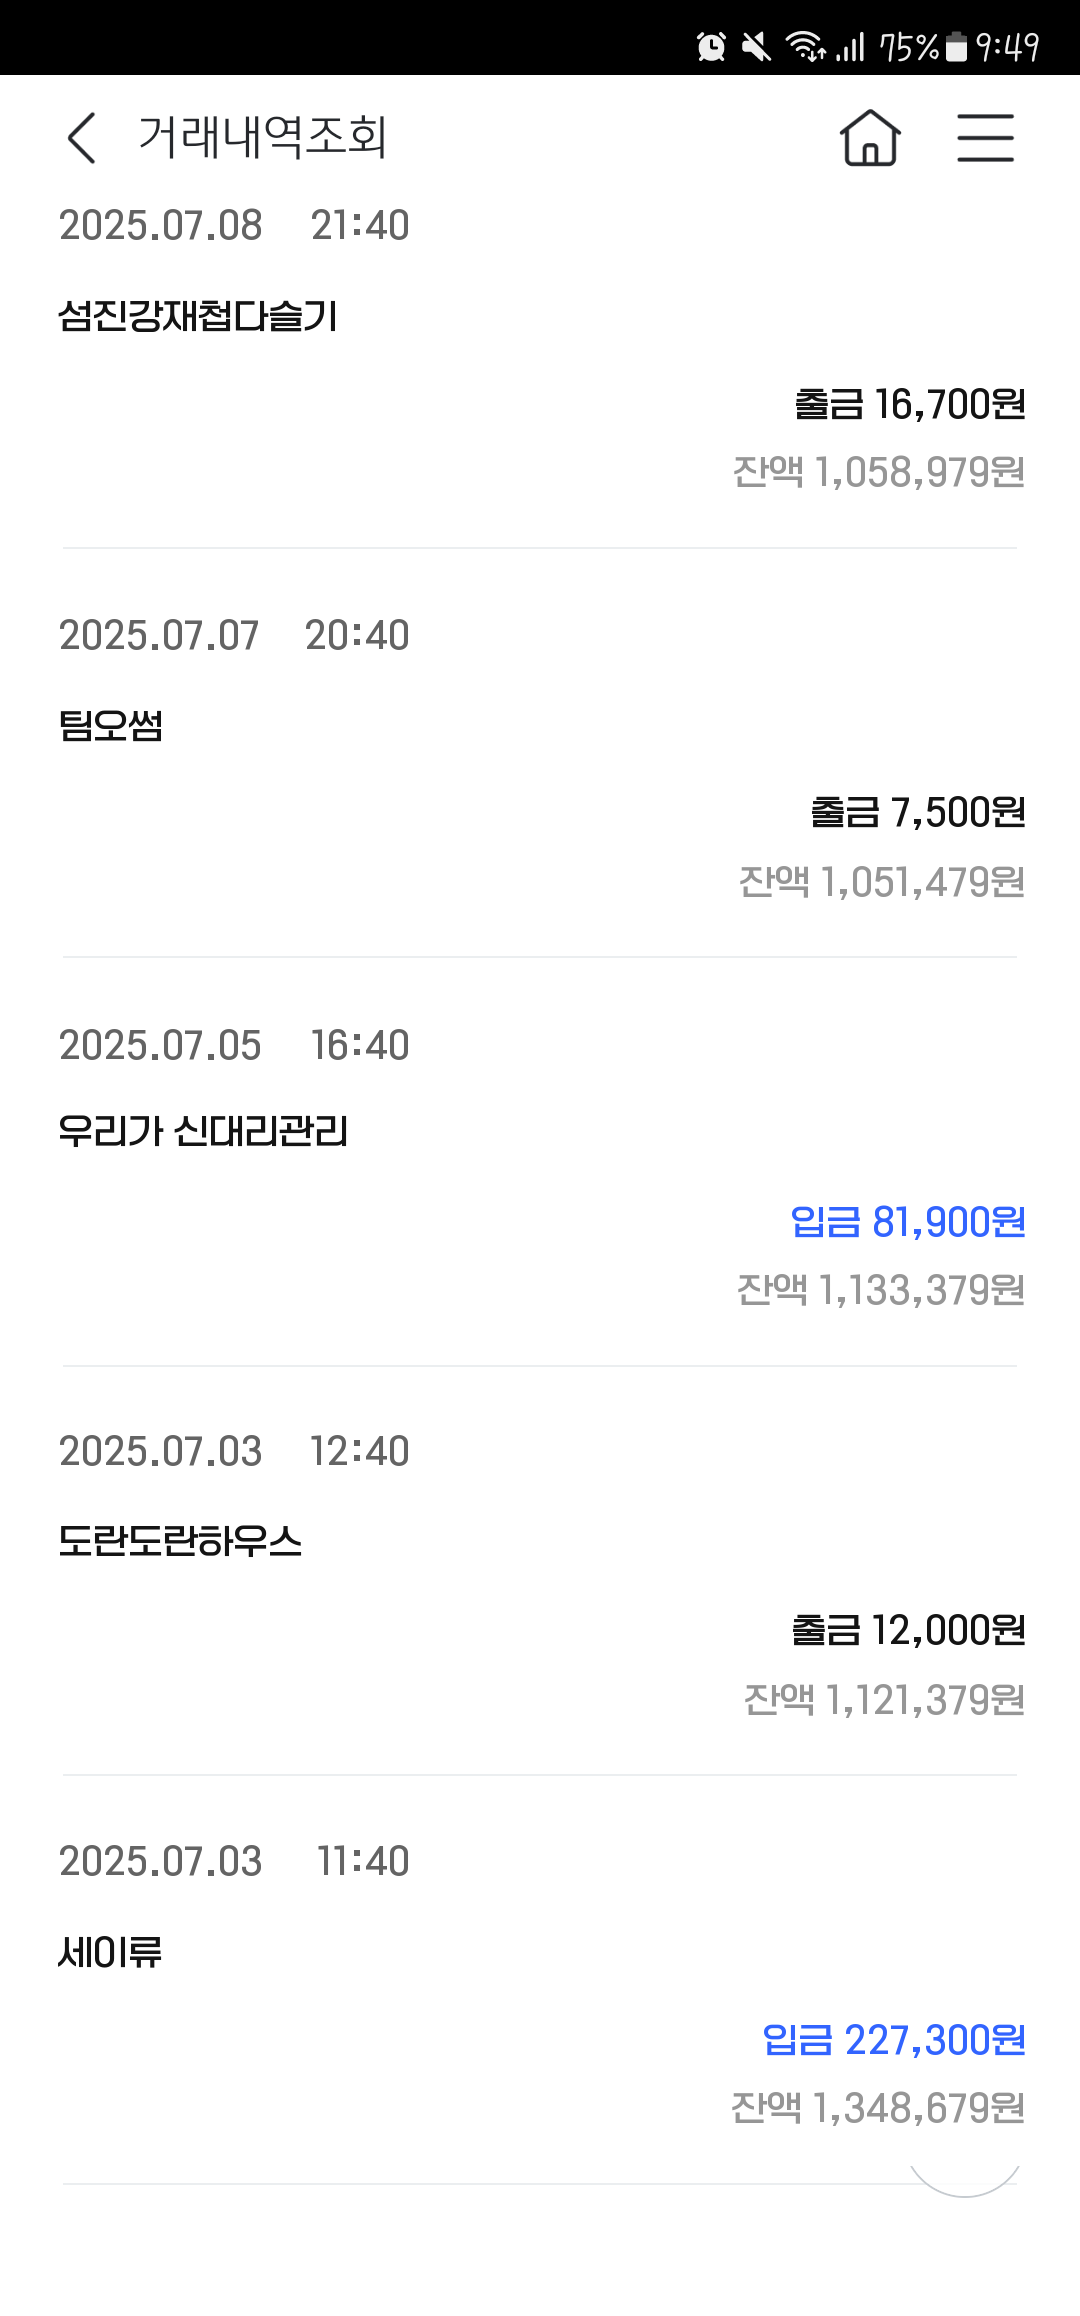 75% 9:49
거래내역조회
2025.07.08 21:40
섬진강재첩다슬기
출금 16,700원
잔액 1,058,979원
2025.07.07 20:40
팀오썸
출금 7,500원
잔액 1,051,479원
2025.07.05 16:40
우리가 신대리관리
입금 81,900원
잔액 1,133,379원
2025.07.03 12:40
도란도란하우스
출금 12,000원
잔액 1,121,379원
2025.07.03 11:40
세이류
입금 227,300원
잔액 1,348,679원